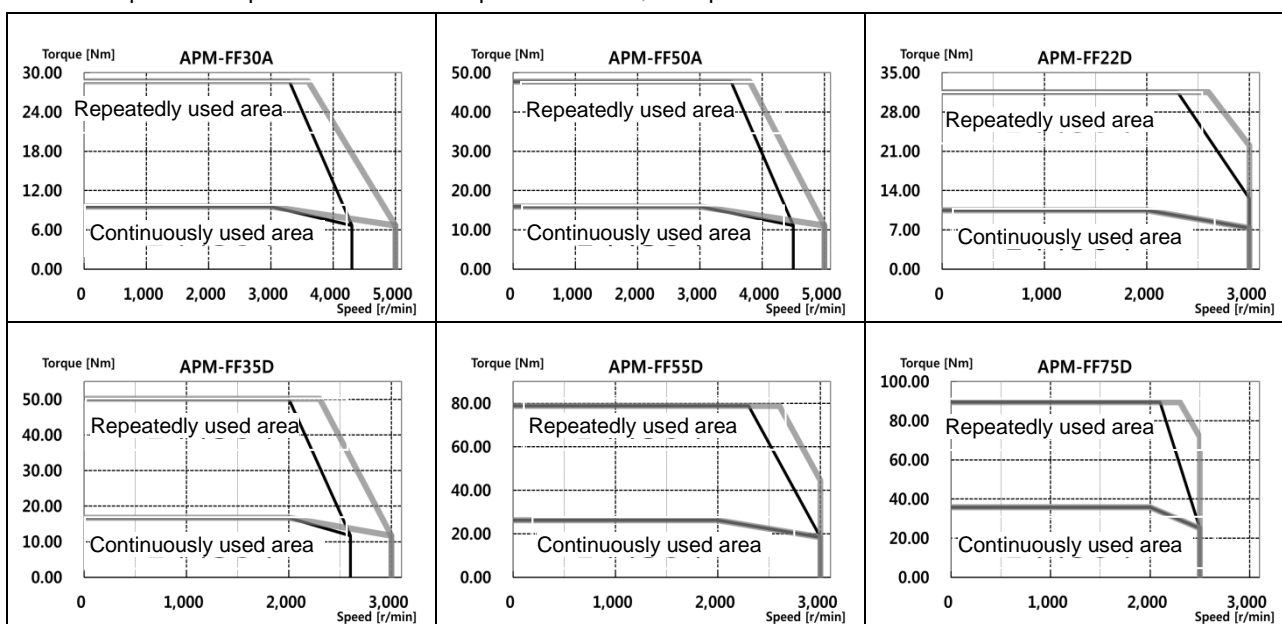 Torque [Nm] APM-FF30A
30.00
24.00
18.00
12.00
6.00
0.00
Repeatedly used area
Continuously used area
0 1,000 2,000 3,000 4,000 5,000
Speed [r/min]
Torque [Nm] APM-FF50A
50.00
40.00
30.00
20.00
10.00
0.00
Repeatedly used area
Continuously used area
0 1,000 2,000 3,000 4,000 5,000
Speed [r/min]
Torque [Nm] APM-FF22D
35.00
28.00
21.00
14.00
7.00
0.00
Repeatedly used area
Continuously used area
0 1,000 2,000 3,000
Speed [r/min]
Torque [Nm] APM-FF35D
50.00
40.00
30.00
20.00
10.00
0.00
Repeatedly used area
Continuously used area
0 1,000 2,000 3,000
Speed [r/min]
Torque [Nm] APM-FF55D
80.00
60.00
40.00
20.00
0.00
Repeatedly used area
Continuously used area
0 1,000 2,000 3,000
Speed [r/min]
Torque [Nm] APM-FF75D
100.00
80.00
60.00
40.00
20.00
0.00
Repeatedly used area
Continuously used area
0 1,000 2,000 3,000
Speed [r/min]